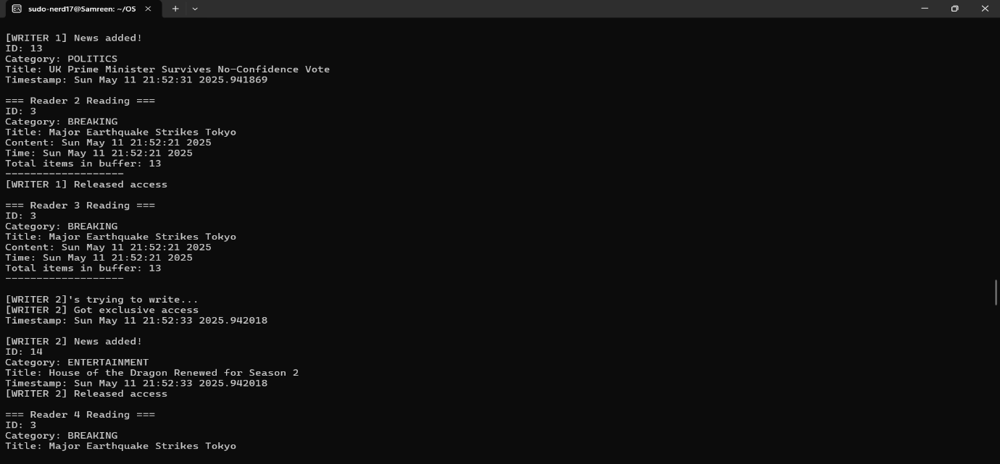 sudo-nerd17@Samreen: ~/OS
[WRITER 1] News added!
ID: 13
Category: POLITICS
Title: UK Prime Minister Survives No-Confidence Vote
Timestamp: Sun May 11 21:52:31 2025.941869
=== Reader 2 Reading ===
ID: 3
Category: BREAKING
Title: Major Earthquake Strikes Tokyo
Content: Sun May 11 21:52:21 2025
Time: Sun May 11 21:52:21 2025
Total items in buffer: 13
-------------------
[WRITER 1] Released access
=== Reader 3 Reading ===
ID: 3
Category: BREAKING
Title: Major Earthquake Strikes Tokyo
Content: Sun May 11 21:52:21 2025
Time: Sun May 11 21:52:21 2025
Total items in buffer: 13
-------------------
[WRITER 2]'s trying to write...
[WRITER 2] Got exclusive access
Timestamp: Sun May 11 21:52:33 2025.942018
[WRITER 2] News added!
ID: 14
Category: ENTERTAINMENT
Title: House of the Dragon Renewed for Season 2
Timestamp: Sun May 11 21:52:33 2025.942018
[WRITER 2] Released access
=== Reader 4 Reading ===
ID: 3
Category: BREAKING
Title: Major Earthquake Strikes Tokyo